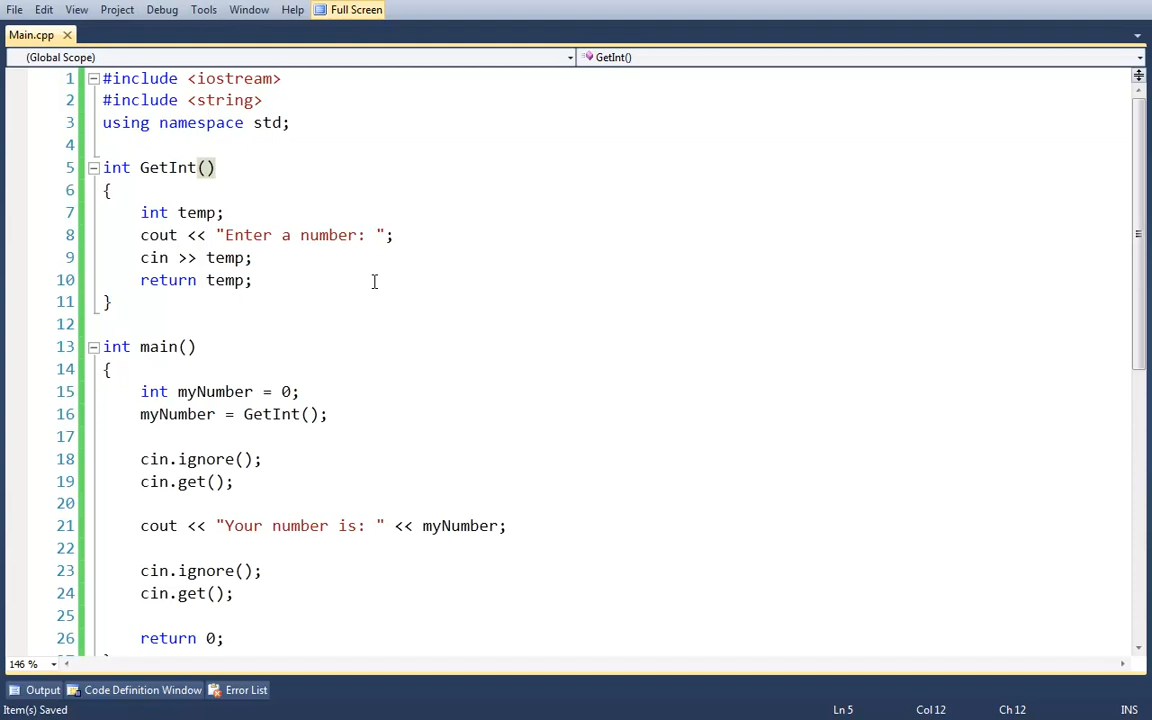 File Edit View Project Debug Tools Window Help Full Screen
Main.cpp
(Global Scope) GetInt()
1 #include <iostream>
2 #include <string>
3 using namespace std;
4
5 int GetInt()
6 {
7 int temp;
8 cout << "Enter a number: ";
9 cin >> temp;
10 return temp;
11 }
12
13 int main()
14 {
15 int myNumber = 0;
16 myNumber = GetInt();
17
18 cin.ignore();
19 cin.get();
20
21 cout << "Your number is: " << myNumber;
22
23 cin.ignore();
24 cin.get();
25
26 return 0;
146 %
Output Code Definition Window Error List
Item(s) Saved Ln 5 Col 12 Ch 12 INS